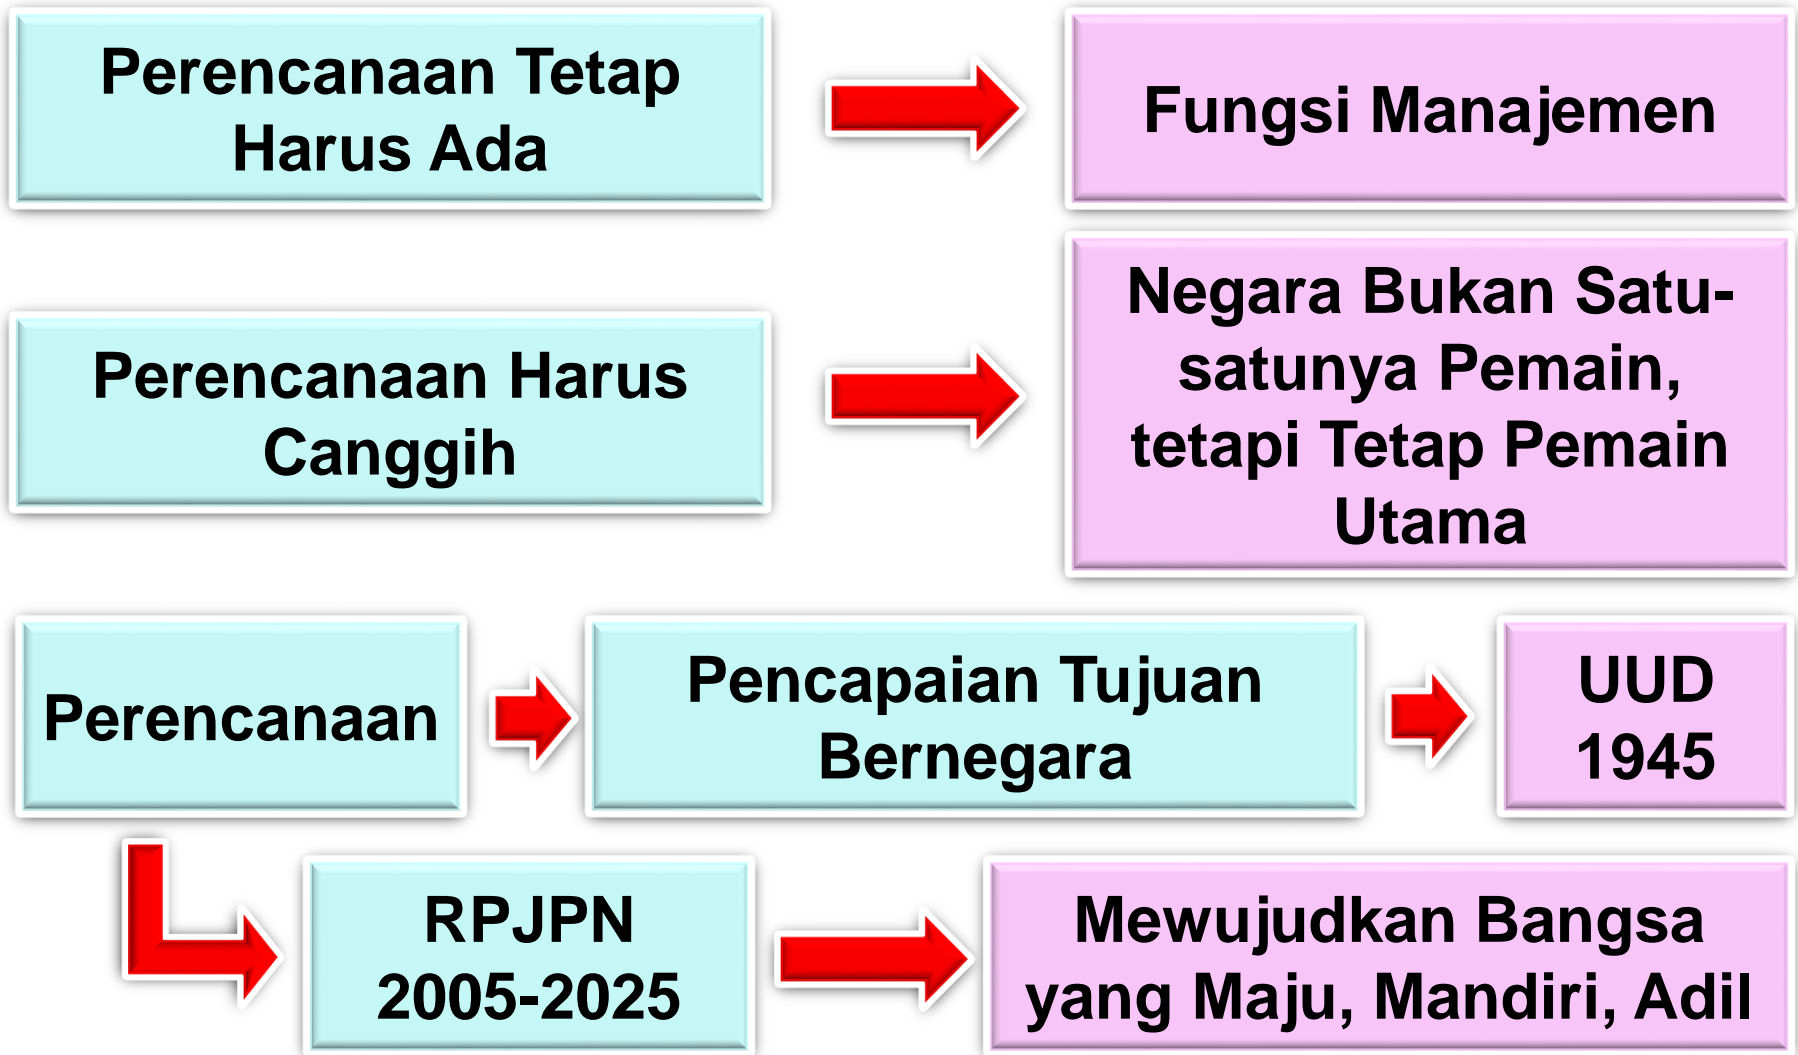 Perencanaan Tetap
Harus Ada
Fungsi Manajemen
Perencanaan Harus
Canggih
Negara Bukan Satu-
satunya Pemain,
tetapi Tetap Pemain
Utama
Perencanaan
Pencapaian Tujuan
Bernegara
UUD
1945
RPJPN
2005-2025
Mewujudkan Bangsa
yang Maju, Mandiri, Adil